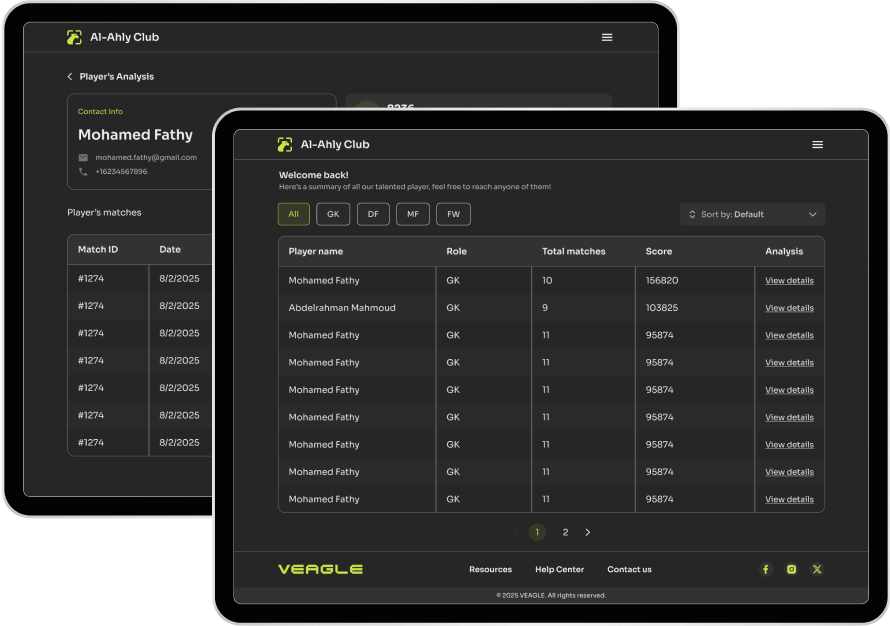 Al-Ahly Club
Player's Analysis
Contact Info
Mohamed Fathy
mohamed.fathy@gmail.com
+16234567896
Player's matches
Match ID Date
#1274 8/2/2025
#1274 8/2/2025
#1274 8/2/2025
#1274 8/2/2025
#1274 8/2/2025
#1274 8/2/2025
#1274 8/2/2025
Al-Ahly Club
Welcome back!
Here's a summary of all our talented player, feel free to reach anyone of them!
All GK DF MF FW Sort by: Default
Player name Role Total matches Score Analysis
Mohamed Fathy GK 10 156820 View details
Abdelrahman Mahmoud GK 9 103825 View details
Mohamed Fathy GK 11 95874 View details
Mohamed Fathy GK 11 95874 View details
Mohamed Fathy GK 11 95874 View details
Mohamed Fathy GK 11 95874 View details
Mohamed Fathy GK 11 95874 View details
Mohamed Fathy GK 11 95874 View details
Mohamed Fathy GK 11 95874 View details
1 2
VEAGLE Resources Help Center Contact us
© 2025 VEAGLE. All rights reserved.